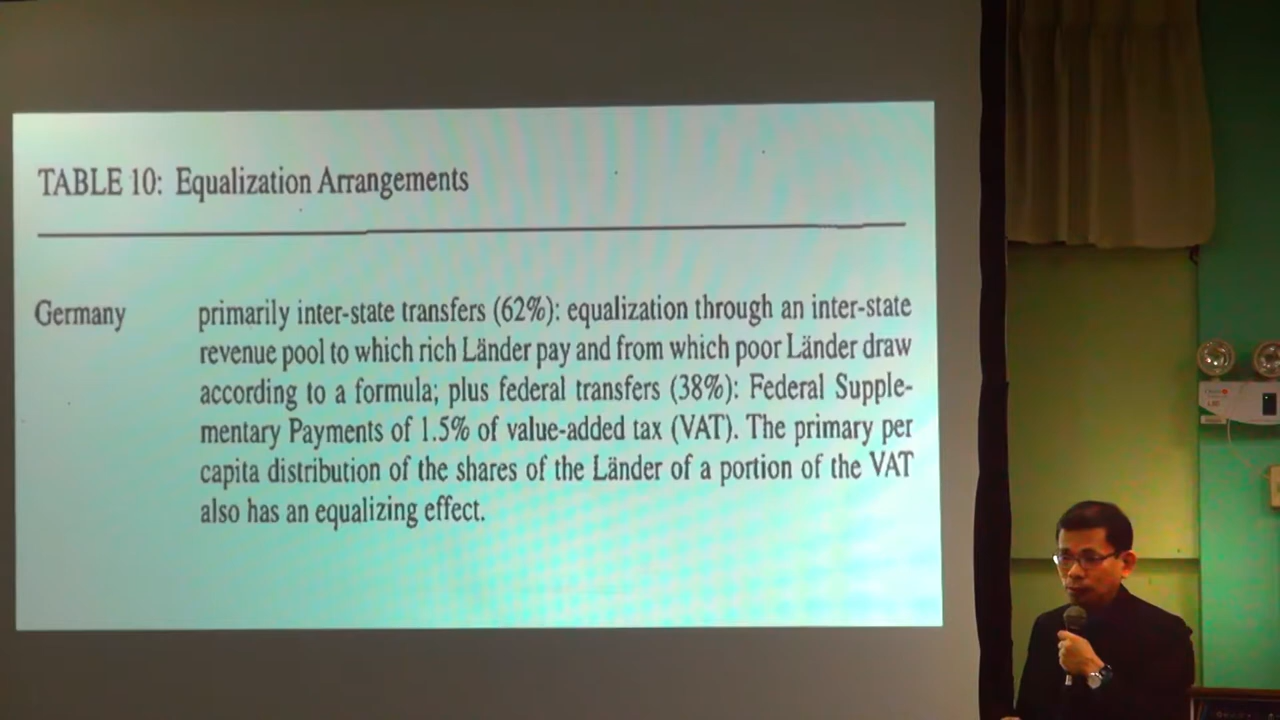 TABLE 10: Equalization Arrangements
Germany primarily inter-state transfers (62%): equalization through an inter-state
revenue pool to which rich Länder pay and from which poor Länder draw
according to a formula; plus federal transfers (38%): Federal Supple-
mentary Payments of 1.5% of value-added tax (VAT). The primary per
capita distribution of the shares of the Länder of a portion of the VAT
also has an equalizing effect.